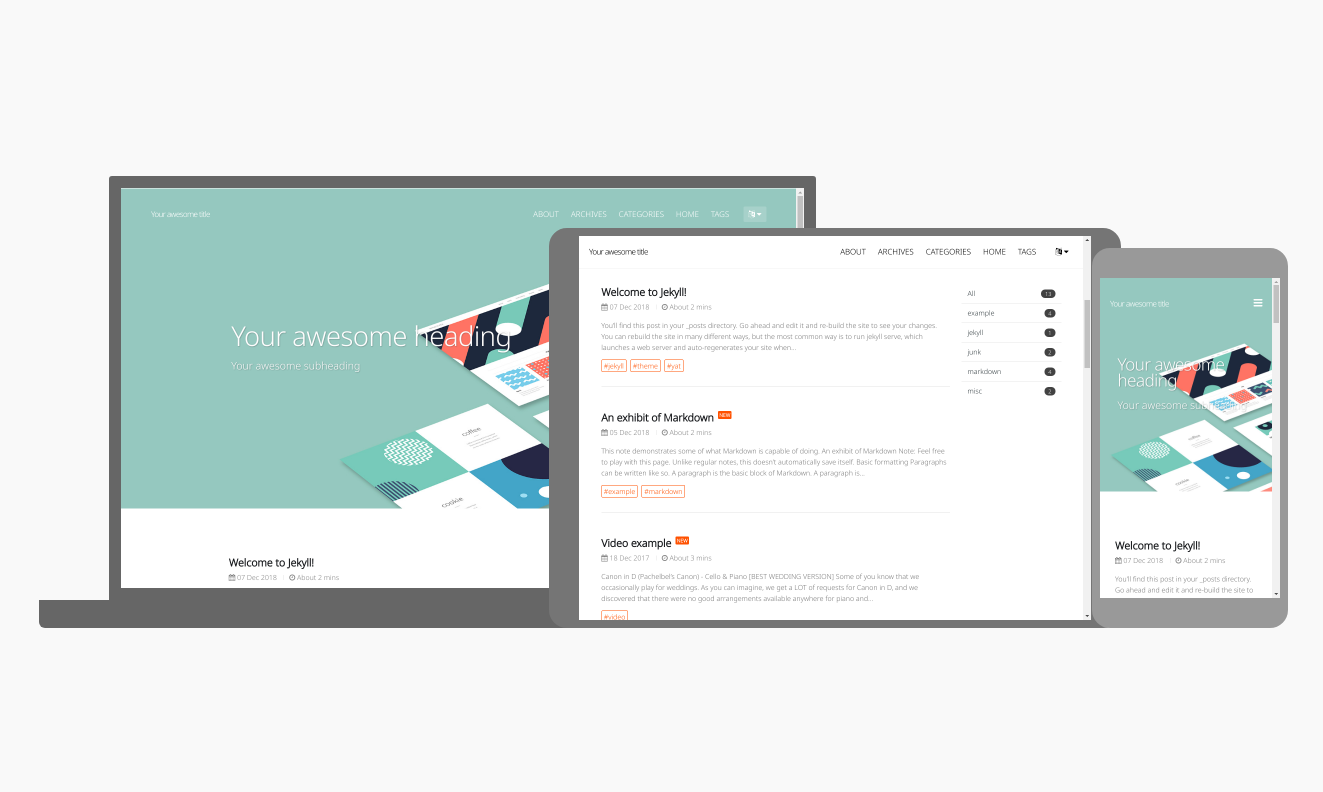 Your awesome title
ABOUT ARCHIVES CATEGORIES HOME TAGS
Your awesome heading
Your awesome subheading
coffee
cookie
Welcome to Jekyll!
07 Dec 2018 About 2 mins
Your awesome title
ABOUT ARCHIVES CATEGORIES HOME TAGS
Welcome to Jekyll!
07 Dec 2018 About 2 mins
You'll find this post in your _posts directory. Go ahead and edit it and re-build the site to see your changes.
You can rebuild the site in many different ways, but the most common way is to run jekyll serve, which
launches a web server and auto-regenerates your site when...
#jekyll #theme #yat
An exhibit of Markdown NEW
05 Dec 2018 About 2 mins
This note demonstrates some of what Markdown is capable of doing. An exhibit of Markdown Note: Feel free
to play with this page. Unlike regular notes, this doesn't automatically save itself. Basic formatting Paragraphs
can be written like so. A paragraph is the basic block of Markdown. A paragraph is...
#example #markdown
Video example NEW
18 Dec 2017 About 3 mins
Canon in D (Pachelbel's Canon) - Cello & Piano [BEST WEDDING VERSION] Some of you know that we
occasionally play for weddings. As you can imagine, we get a LOT of requests for Canon in D, and we
discovered that there were no good arrangements available anywhere for piano and...
#video
All 13
example 4
jekyll 1
junk 2
markdown 4
misc 2
Your awesome title
Your awesome
heading
Your awesome
coffee
cookie
Welcome to Jekyll!
07 Dec 2018 About 2 mins
You'll find this post in your _posts directory.
Go ahead and edit it and re-build the site to